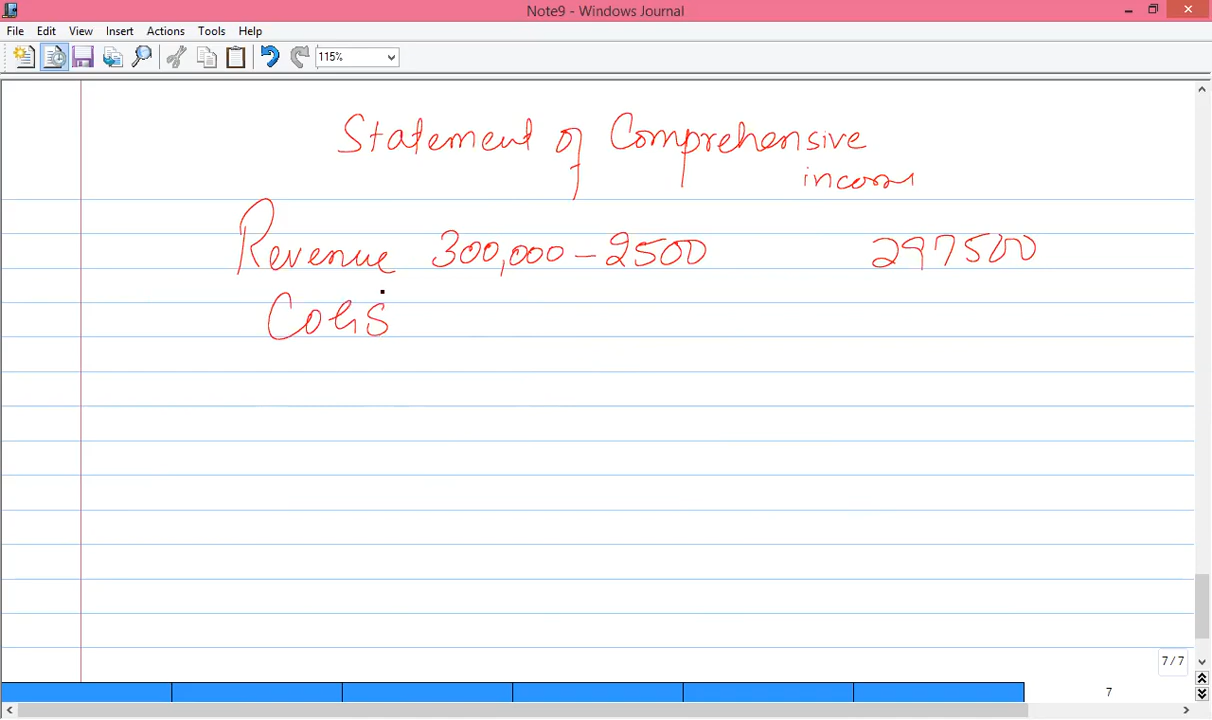 Note9 - Windows Journal
File Edit View Insert Actions Tools Help
115%
Statement of Comprehensive
income
Revenue 300,000 - 2500 297500
COGS
7 / 7
7